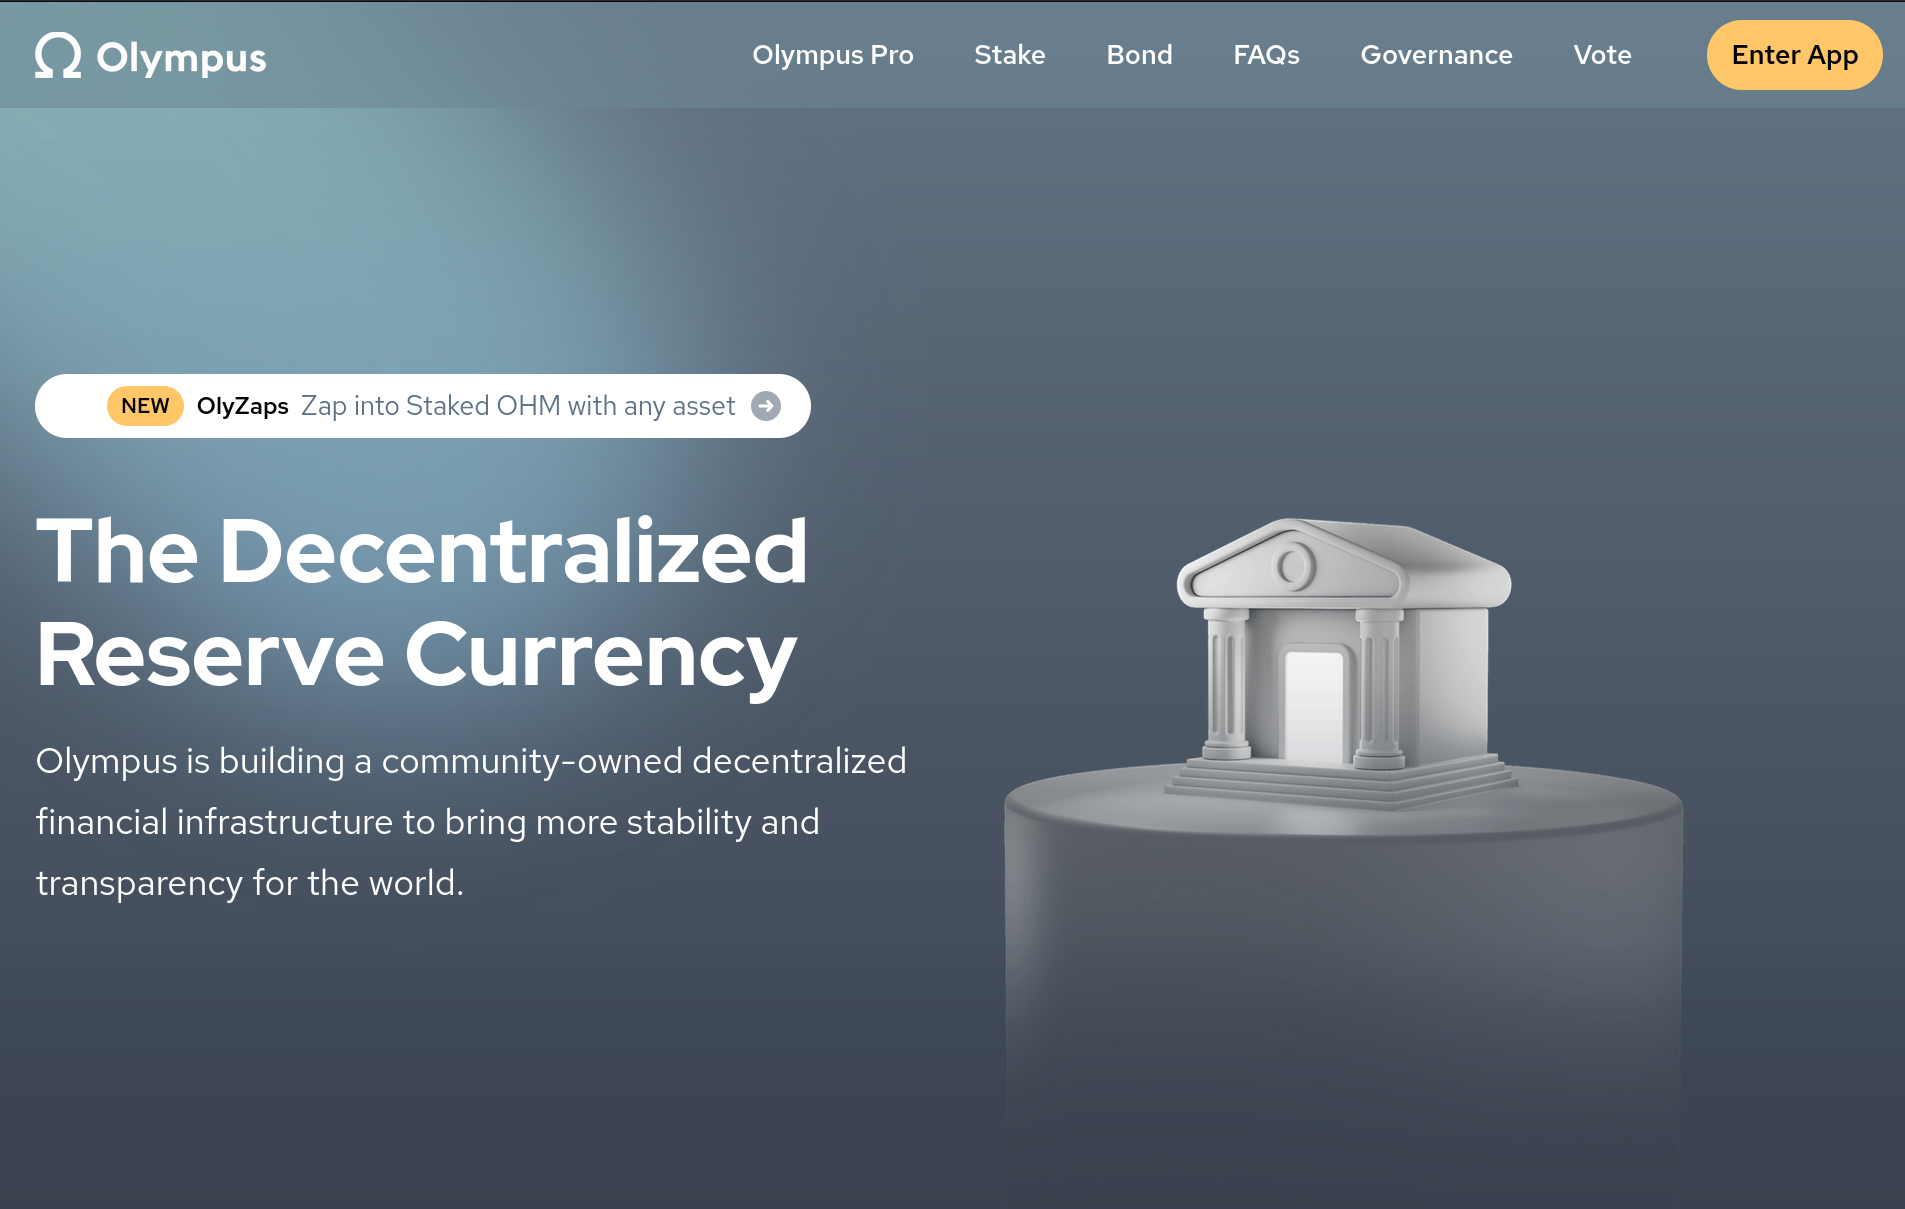 Olympus
Olympus Pro Stake Bond FAQs Governance Vote Enter App
NEW OlyZaps Zap into Staked OHM with any asset
The Decentralized
Reserve Currency
Olympus is building a community-owned decentralized
financial infrastructure to bring more stability and
transparency for the world.